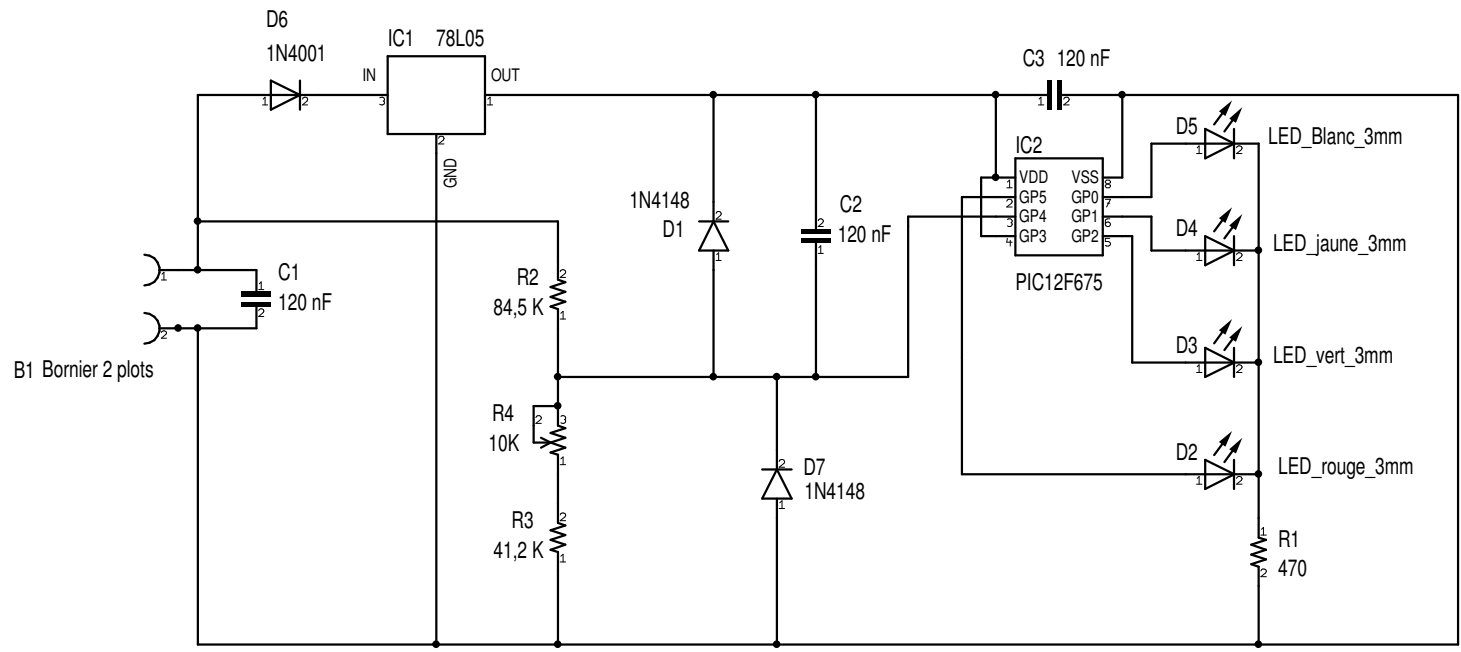 D6
1N4001
1
2
IC1 78L05
IN
3
OUT
1
2
GND
C3 120 nF
1
2
D5
1
2
LED_Blanc_3mm
IC2
VDD
1
GP5
2
GP4
3
GP3
4
VSS
8
GP0
7
GP1
6
GP2
5
PIC12F675
1N4148
D1
2
1
C2
120 nF
2
1
D4
1
2
LED_jaune_3mm
1
2
C1
120 nF
1
2
B1 Bornier 2 plots
R2
84,5 K
2
1
D3
1
2
LED_vert_3mm
R4
10K
2
3
1
D7
1N4148
2
1
D2
1
2
LED_rouge_3mm
R3
41,2 K
2
1
R1
470
1
2